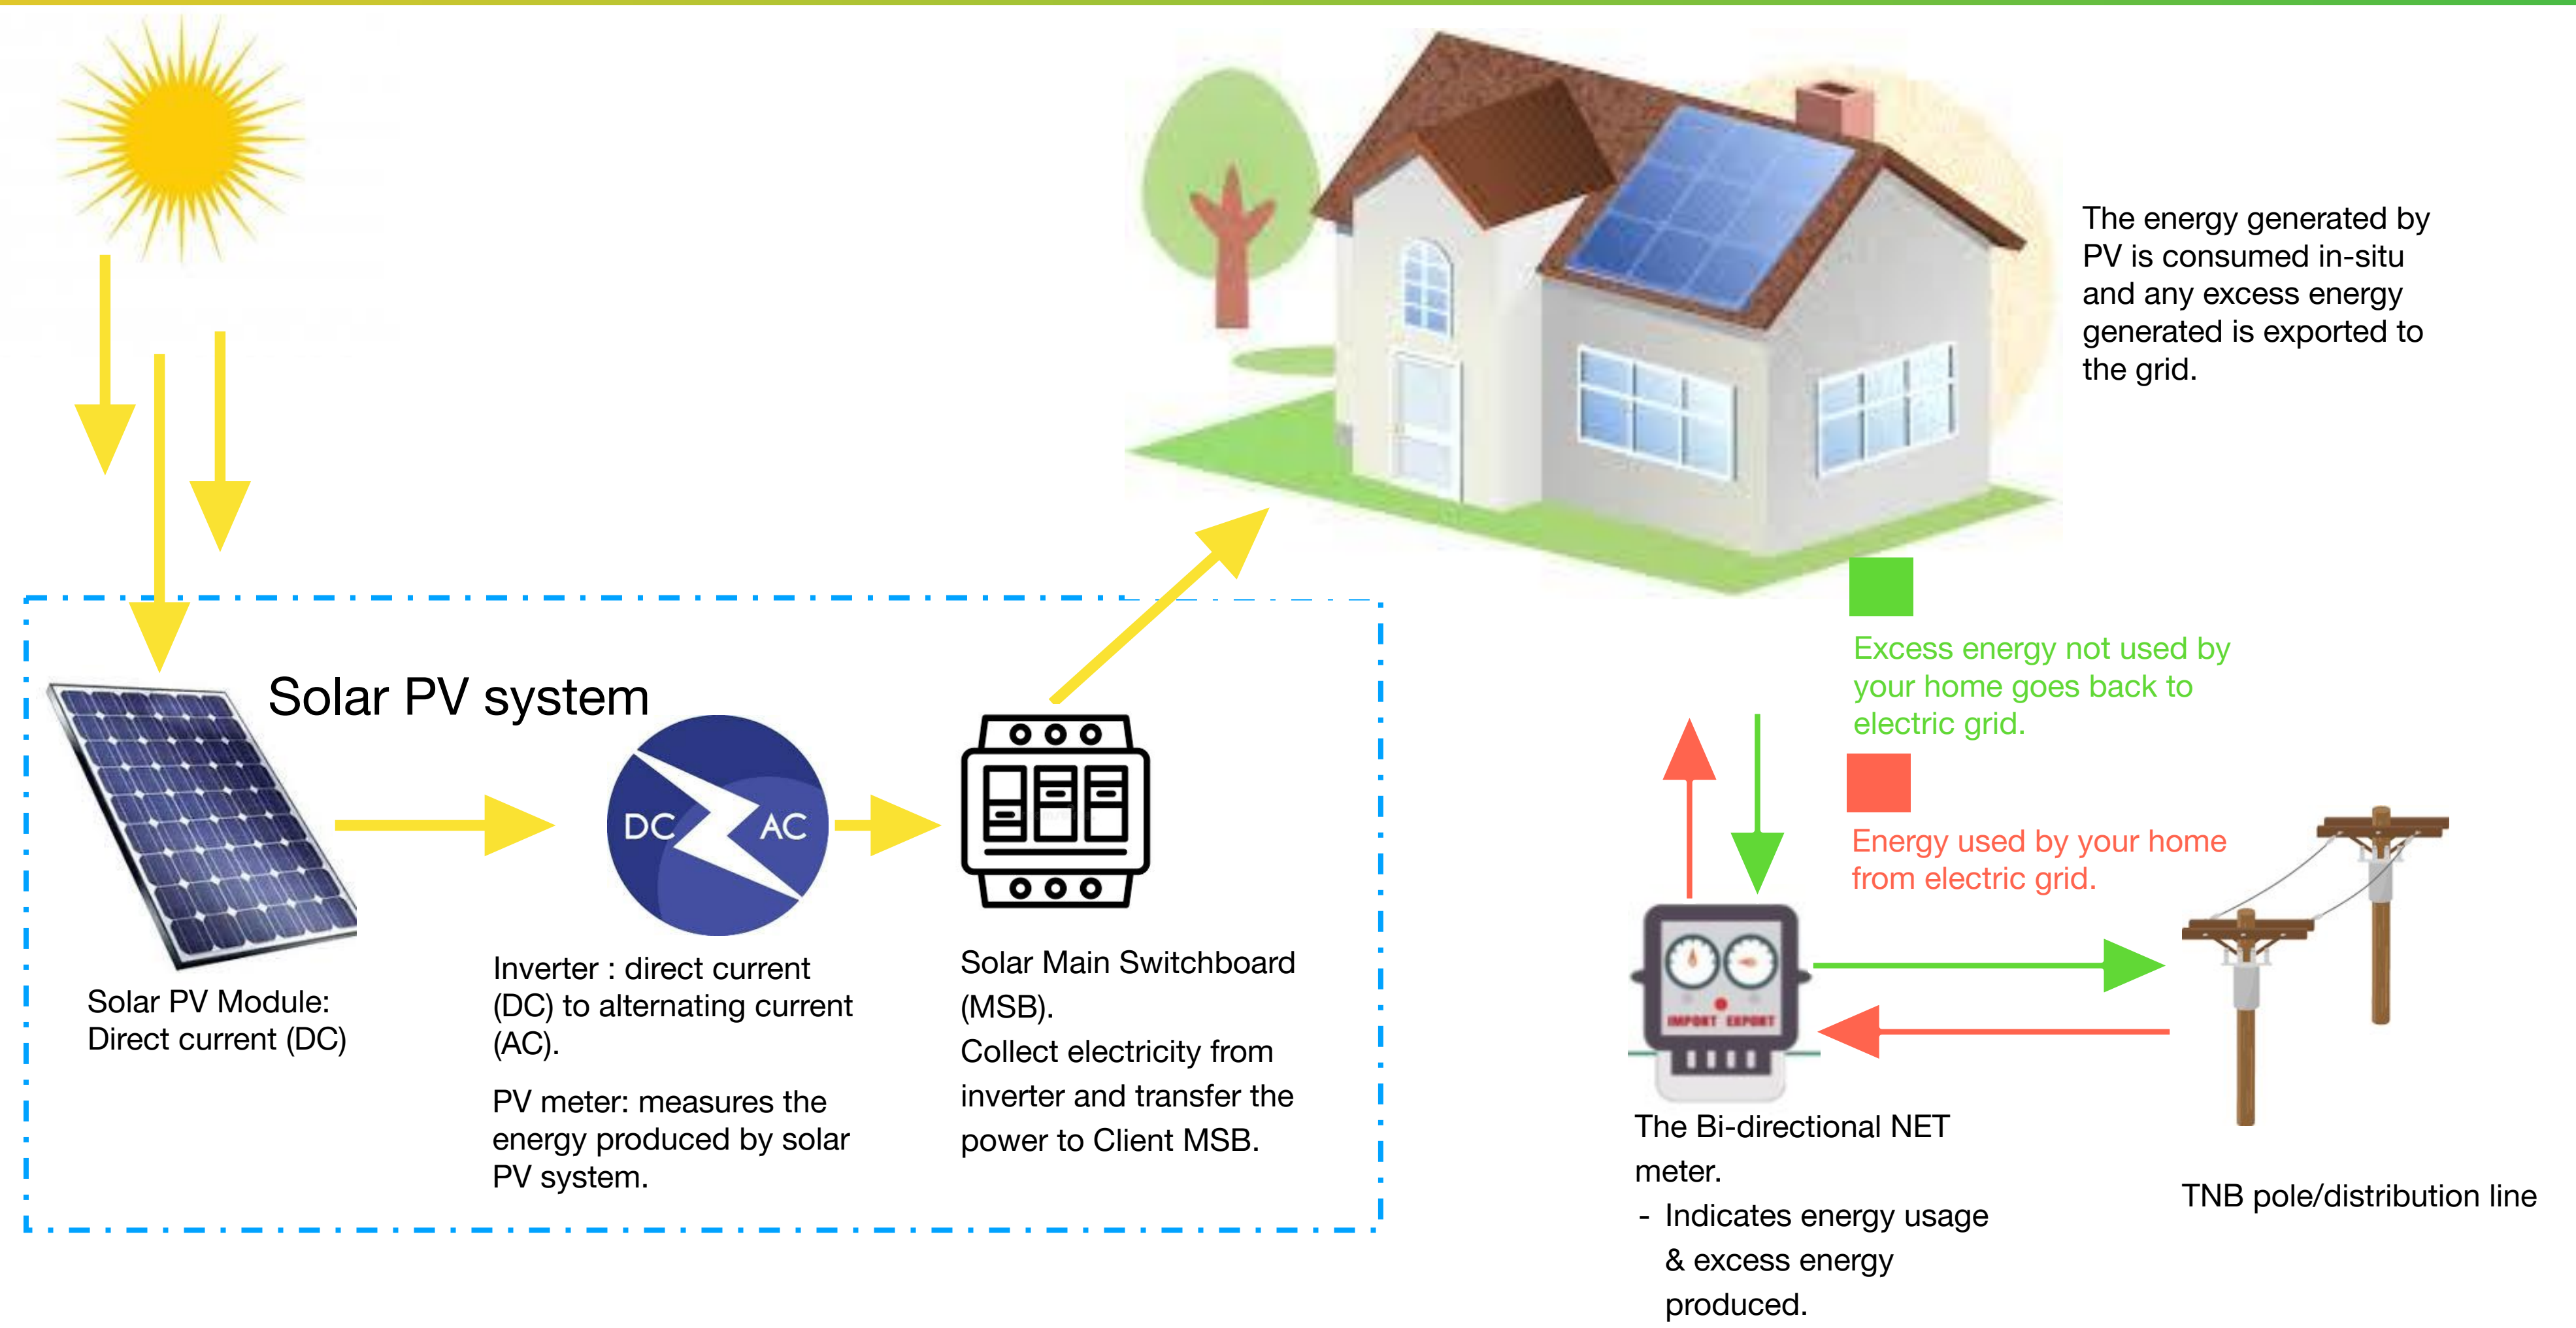 The energy generated by
PV is consumed in-situ
and any excess energy
generated is exported to
the grid.
Solar PV system
DC
AC
Solar PV Module:
Direct current (DC)
Inverter : direct current
(DC) to alternating current
(AC).
PV meter: measures the
energy produced by solar
PV system.
Solar Main Switchboard
(MSB).
Collect electricity from
inverter and transfer the
power to Client MSB.
Excess energy not used by
your home goes back to
electric grid.
Energy used by your home
from electric grid.
IMPORT EXPORT
The Bi-directional NET
meter.
- Indicates energy usage
& excess energy
produced.
TNB pole/distribution line